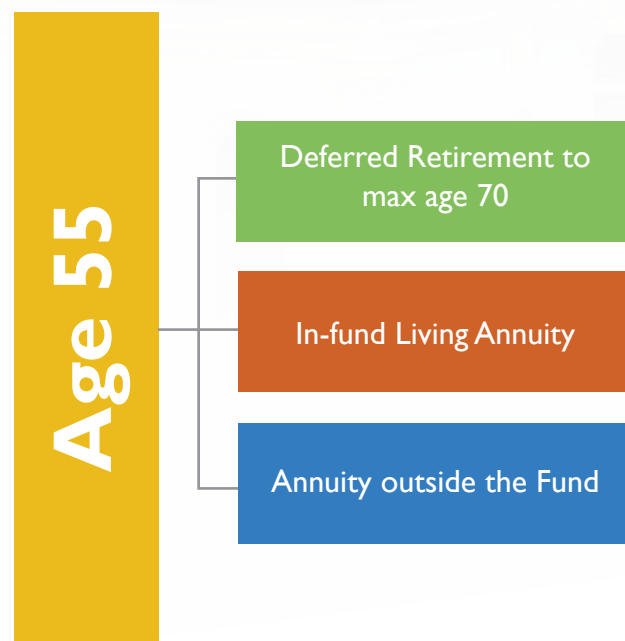 Age 55
Deferred Retirement to
max age 70
In-fund Living Annuity
Annuity outside the Fund